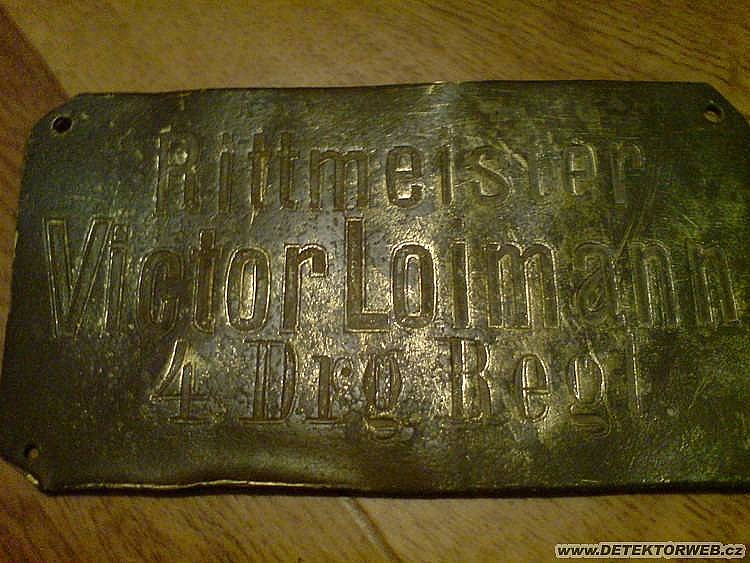 Rittmeister
Victor Loimann
4 Drg. Regt.
www.DETEKTORWEB.cz